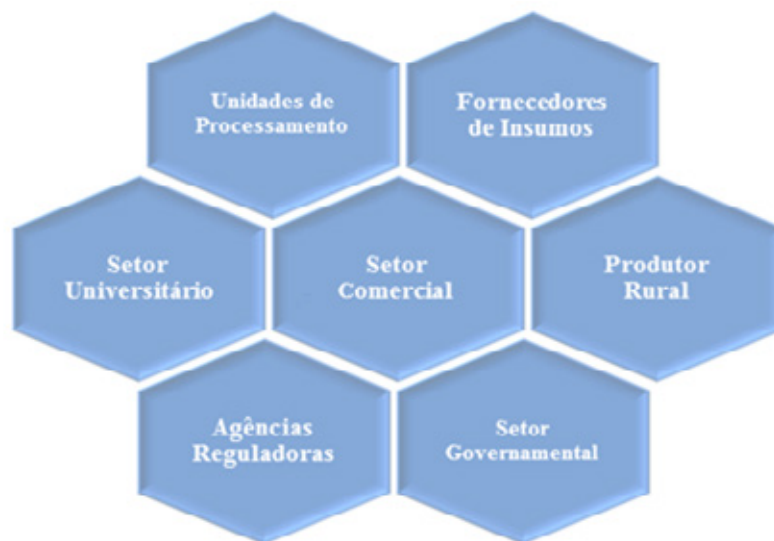 Unidades de
Processamento
Fornecedores
de Insumos
Setor
Universitário
Setor
Comercial
Produtor
Rural
Agências
Reguladoras
Setor
Governamental